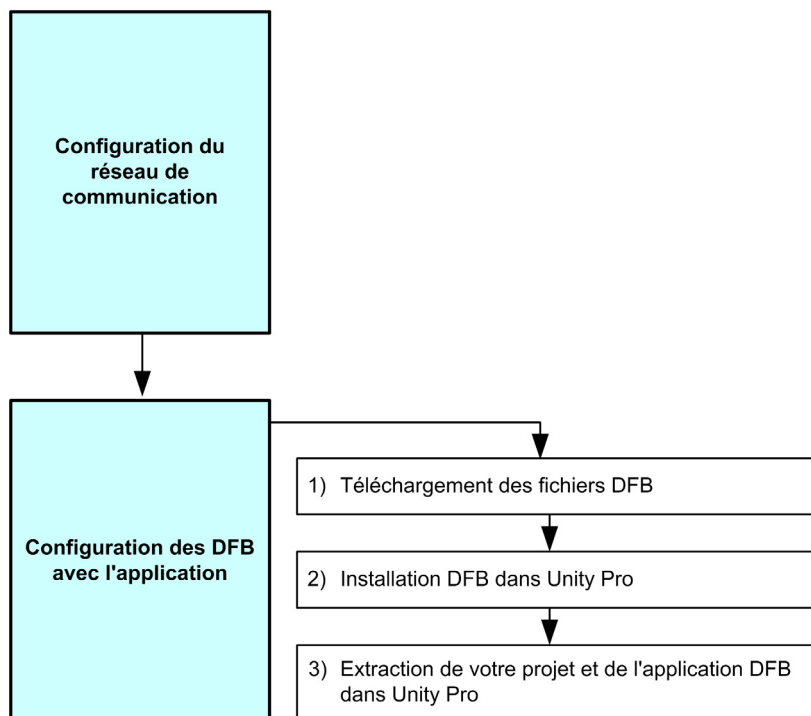 Configuration du
réseau de
communication
Configuration des DFB
avec l'application
1) Téléchargement des fichiers DFB
2) Installation DFB dans Unity Pro
3) Extraction de votre projet et de l'application DFB
dans Unity Pro